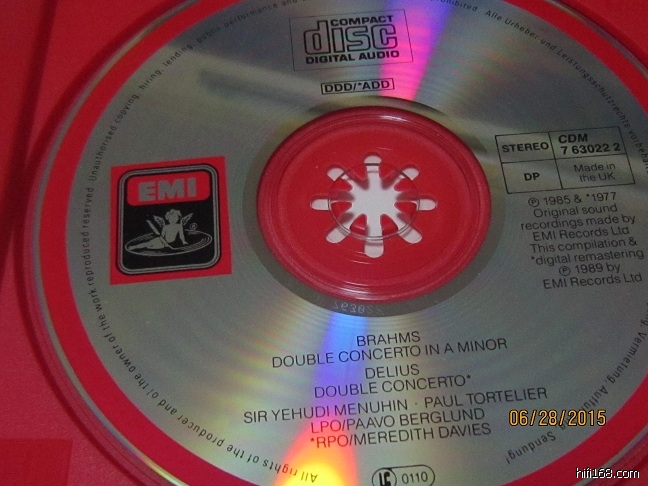 COMPACT
disc
DIGITAL AUDIO
DDD/*ADD
STEREO
CDM
7 63022 2
DP
Made in
the UK
EMI
℗ 1985 & *1977
Original sound
recordings made by
EMI Records Ltd
This compilation &
*digital remastering
℗ 1989 by
EMI Records Ltd
BRAHMS
DOUBLE CONCERTO IN A MINOR
DELIUS
DOUBLE CONCERTO*
SIR YEHUDI MENUHIN · PAUL TORTELIER
LPO/PAAVO BERGLUND
*RPO/MEREDITH DAVIES
LC 0110
All rights of the producer and of the owner of the work reproduced reserved. Unauthorised copying, hiring, lending, public performance and
Alle Urheber- und Leistungsschutzrechte vorbehalten
Vermietung,
Sendung!
06/28/2015
hifi168.com